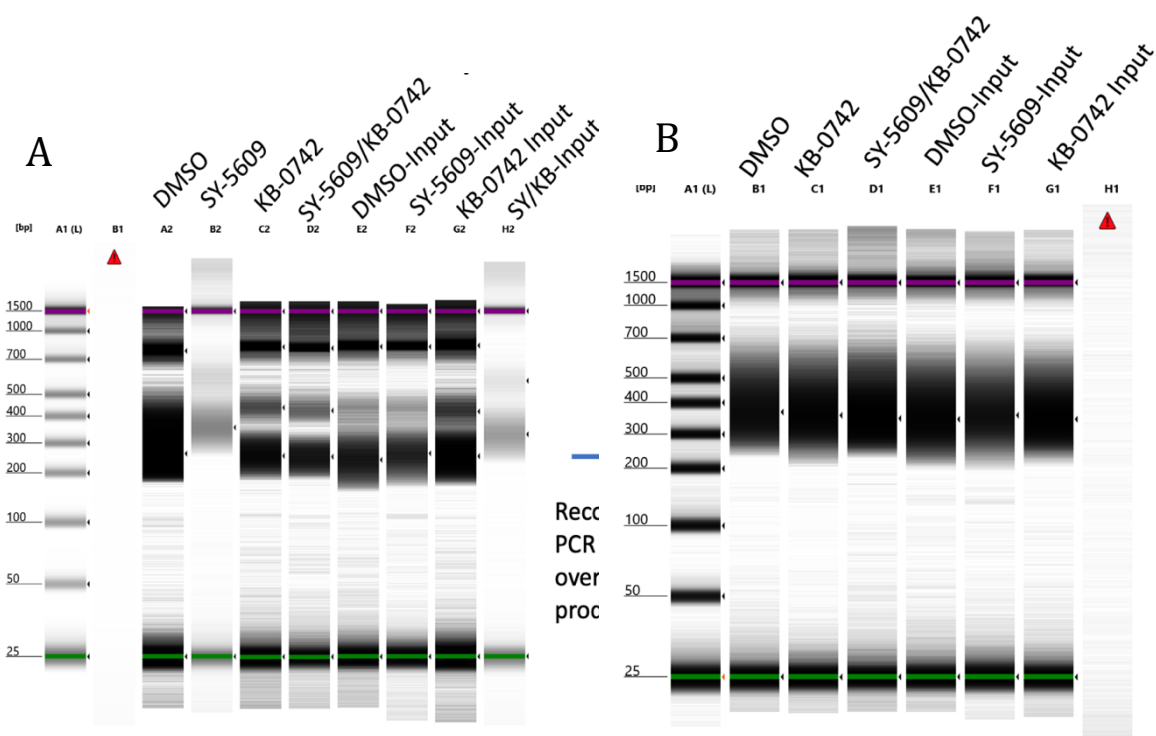 A
DMSO
SY-5609
KB-0742
SY-5609/KB-0742
DMSO-Input
SY-5609-Input
KB-0742 Input
SY/KB-Input
[bp] A1 (L) B1 A2 B2 C2 D2 E2 F2 G2 H2
1500
1000
700
500
400
300
200
100
50
25
Reco
PCR
over
prod
B
DMSO
KB-0742
SY-5609/KB-0742
DMSO-Input
SY-5609-Input
KB-0742 Input
[bp] A1 (L) B1 C1 D1 E1 F1 G1 H1
1500
1000
700
500
400
300
200
100
50
25